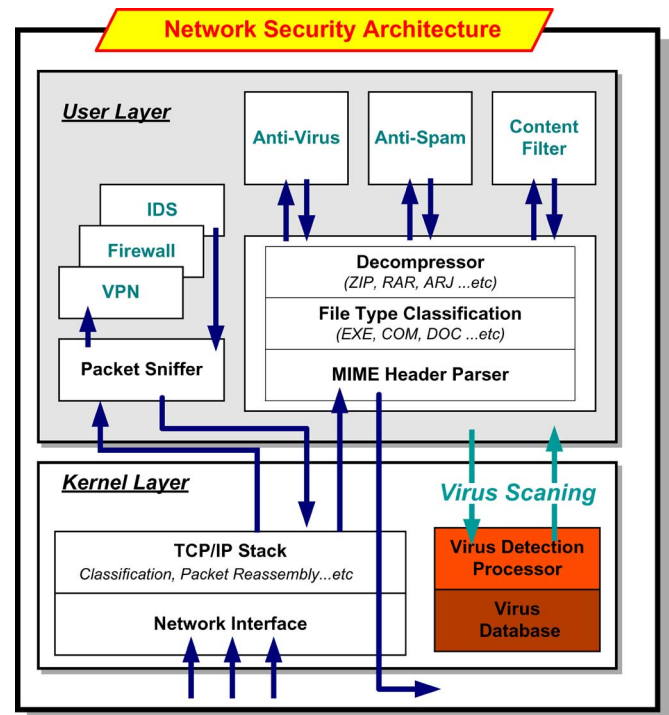 Network Security Architecture
User Layer
Anti-Virus
Anti-Spam
Content
Filter
IDS
Firewall
VPN
Packet Sniffer
Decompressor
(ZIP, RAR, ARJ ...etc)
File Type Classification
(EXE, COM, DOC ...etc)
MIME Header Parser
Kernel Layer
Virus Scaning
TCP/IP Stack
Classification, Packet Reassembly...etc
Network Interface
Virus Detection
Processor
Virus
Database